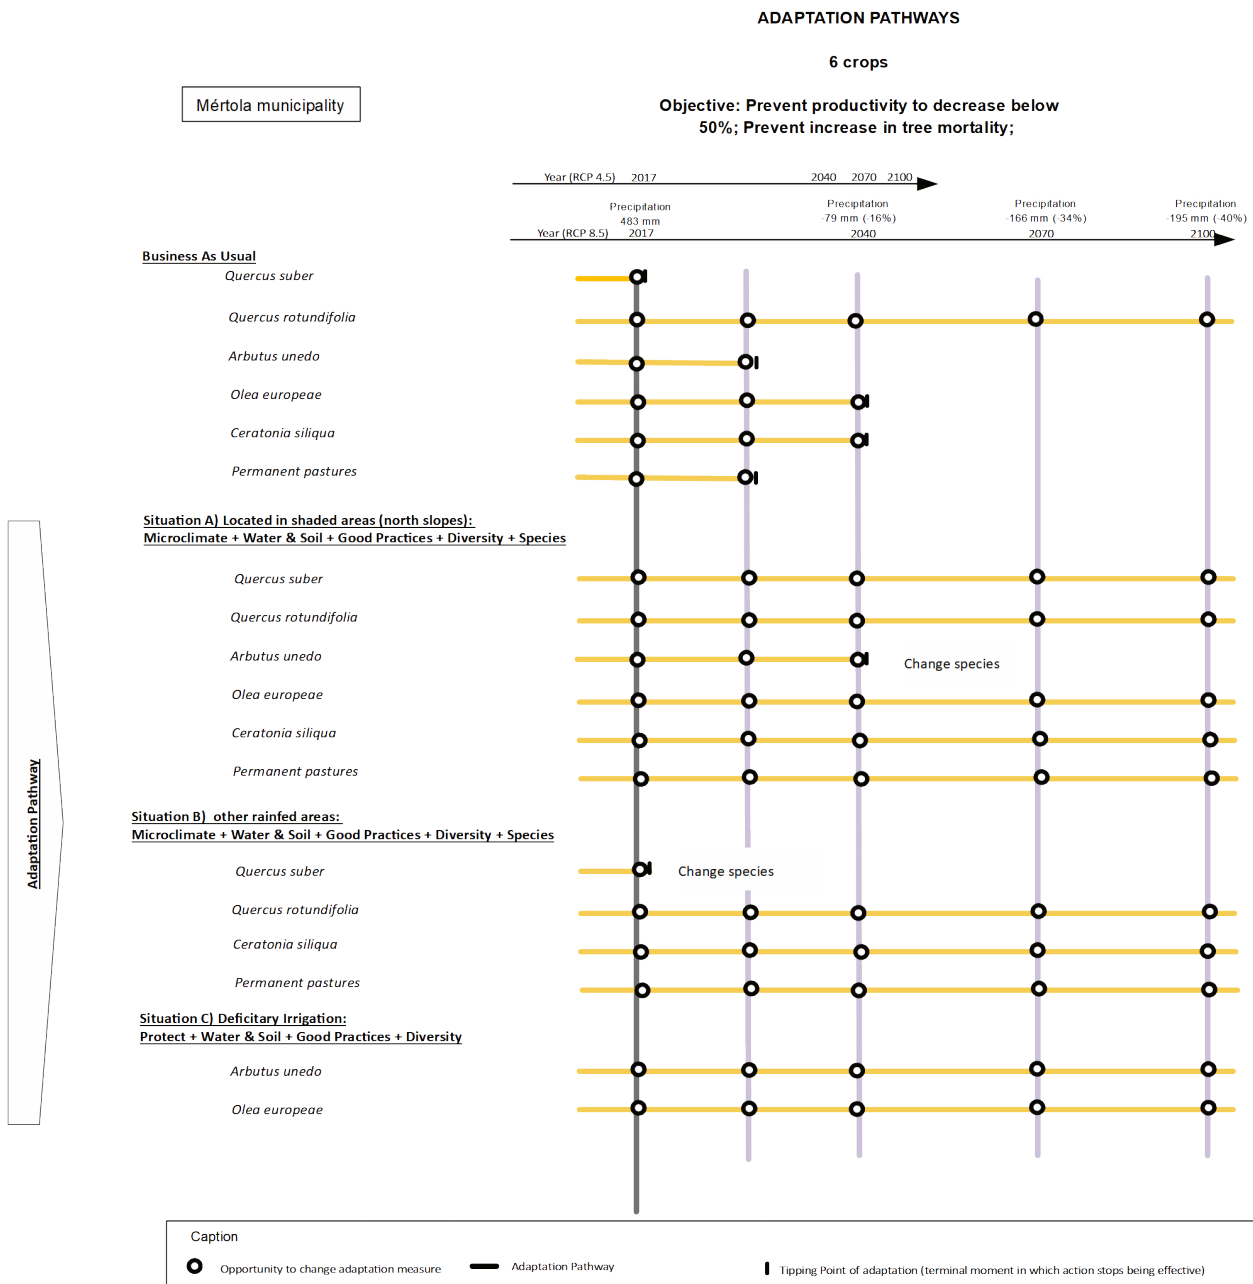 ADAPTATION PATHWAYS
6 crops
Mértola municipality
Objective: Prevent productivity to decrease below
50%; Prevent increase in tree mortality;
Year (RCP 4.5) 2017 2040 2070 2100
Precipitation Precipitation Precipitation Precipitation
483 mm -79 mm (-16%) -166 mm (-34%) -195 mm (-40%)
Year (RCP 8.5) 2017 2040 2070 2100
Business As Usual
Quercus suber
Quercus rotundifolia
Arbutus unedo
Olea europeae
Ceratonia siliqua
Permanent pastures
Situation A) Located in shaded areas (north slopes):
Microclimate + Water & Soil + Good Practices + Diversity + Species
Quercus suber
Quercus rotundifolia
Arbutus unedo Change species
Olea europeae
Ceratonia siliqua
Permanent pastures
Adaptation Pathway
Situation B) other rainfed areas:
Microclimate + Water & Soil + Good Practices + Diversity + Species
Quercus suber Change species
Quercus rotundifolia
Ceratonia siliqua
Permanent pastures
Situation C) Deficitary Irrigation:
Protect + Water & Soil + Good Practices + Diversity
Arbutus unedo
Olea europeae
Caption
Opportunity to change adaptation measure Adaptation Pathway Tipping Point of adaptation (terminal moment in which action stops being effective)